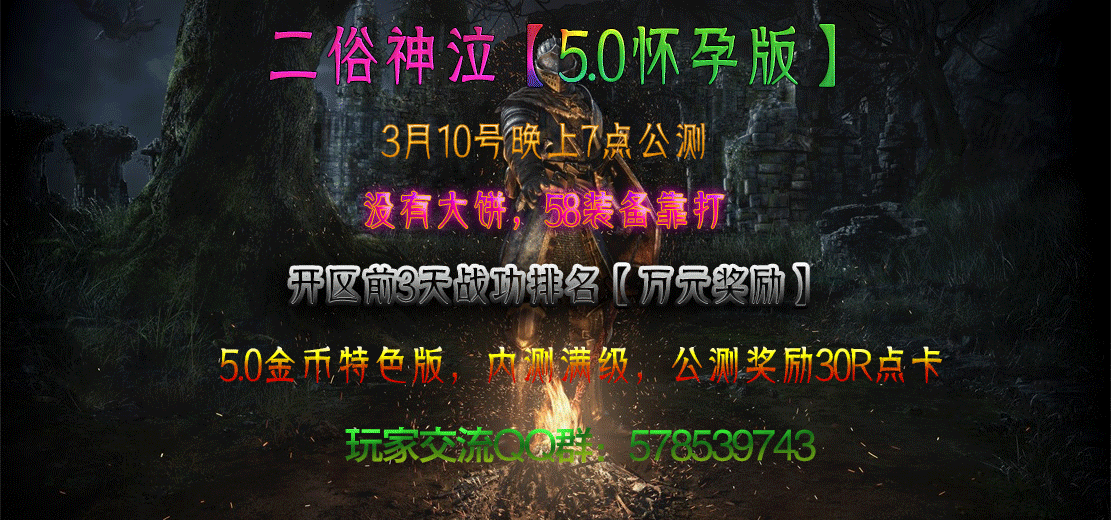 二俗神泣【5.0怀孕版】
3月10号晚上7点公测
没有大饼，58装备靠打
开区前3天战功排名【万元奖励】
5.0金币特色版，内测满级，公测奖励30R点卡
玩家交流QQ群：578539743